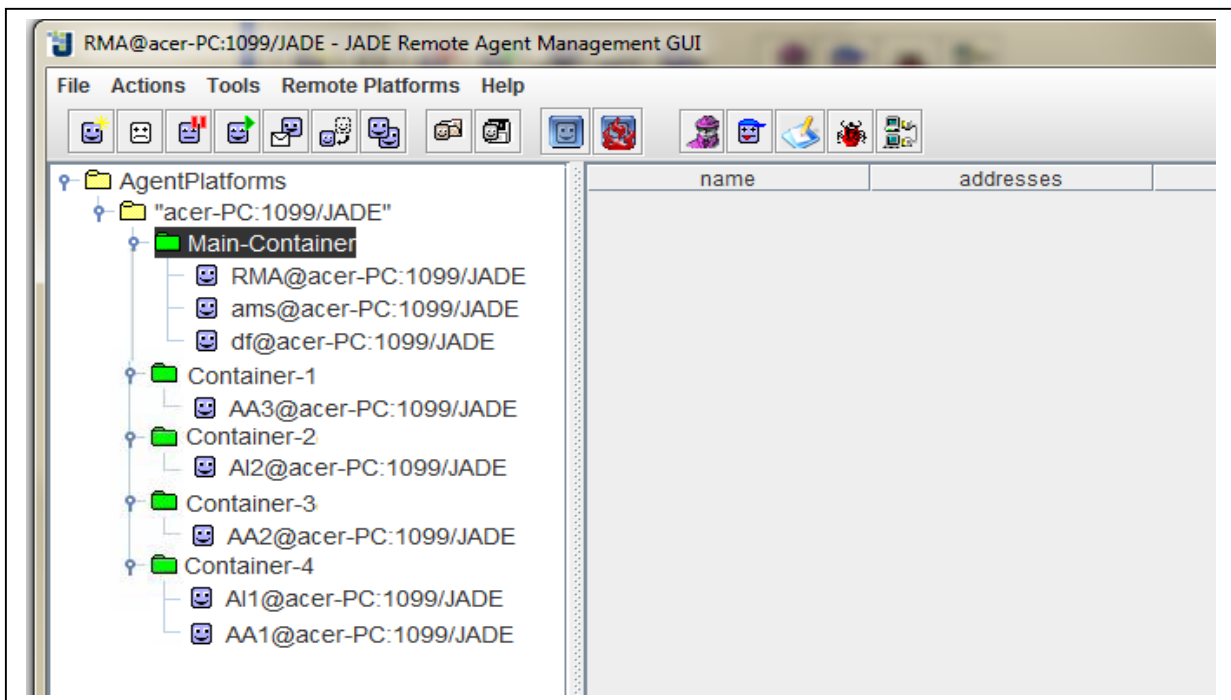 RMA@acer-PC:1099/JADE - JADE Remote Agent Management GUI
File Actions Tools Remote Platforms Help
AgentPlatforms
name addresses
"acer-PC:1099/JADE"
Main-Container
RMA@acer-PC:1099/JADE
ams@acer-PC:1099/JADE
df@acer-PC:1099/JADE
Container-1
AA3@acer-PC:1099/JADE
Container-2
AI2@acer-PC:1099/JADE
Container-3
AA2@acer-PC:1099/JADE
Container-4
AI1@acer-PC:1099/JADE
AA1@acer-PC:1099/JADE